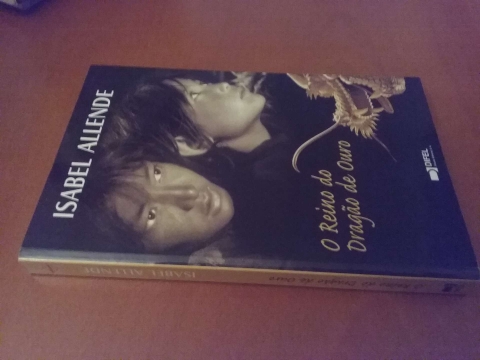 ISABEL ALLENDE
O Reino do
Dragão de Ouro
DIFEL
ISABEL ALLENDE
O Reino do Dragão de Ouro